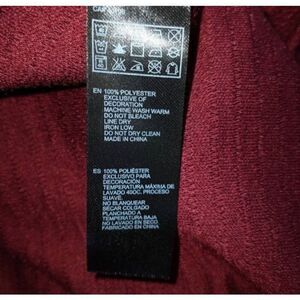 EN 100% POLYESTER
EXCLUSIVE OF
DECORATION
MACHINE WASH WARM
DO NOT BLEACH
LINE DRY
IRON LOW
DO NOT DRY CLEAN
MADE IN CHINA
ES 100% POLIÉSTER
EXCLUSIVO PARA
DECORACIÓN
TEMPERATURA MÁXIMA DE
LAVADO 40OC. PROCESO
SUAVE.
NO BLANQUEAR
SECAR COLGADO
PLANCHADO A
TEMPERATURA BAJA
NO LAVADO EN SECO.
FABRICADO EN CHINA